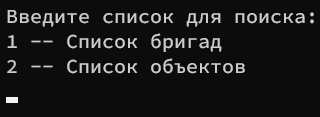 Введите список для поиска:
1 -- Список бригад
2 -- Список объектов